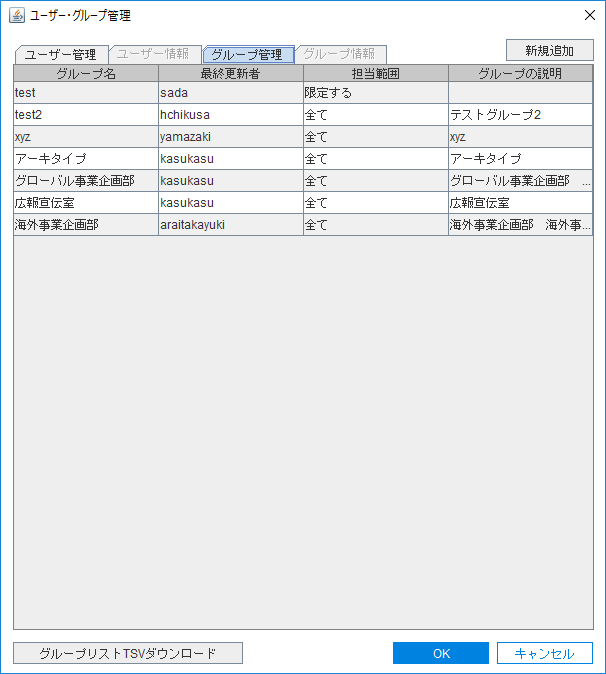 ユーザー・グループ管理
ユーザー管理 ユーザー情報 グループ管理 グループ情報 新規追加
グループ名 最終更新者 担当範囲 グループの説明
test sada 限定する
test2 hchikusa 全て テストグループ2
xyz yamazaki 全て xyz
アーキタイプ kasukasu 全て アーキタイプ
グローバル事業企画部 kasukasu 全て グローバル事業企画部 ...
広報宣伝室 kasukasu 全て 広報宣伝室
海外事業企画部 araitakayuki 全て 海外事業企画部 海外事...
グループリストTSVダウンロード OK キャンセル